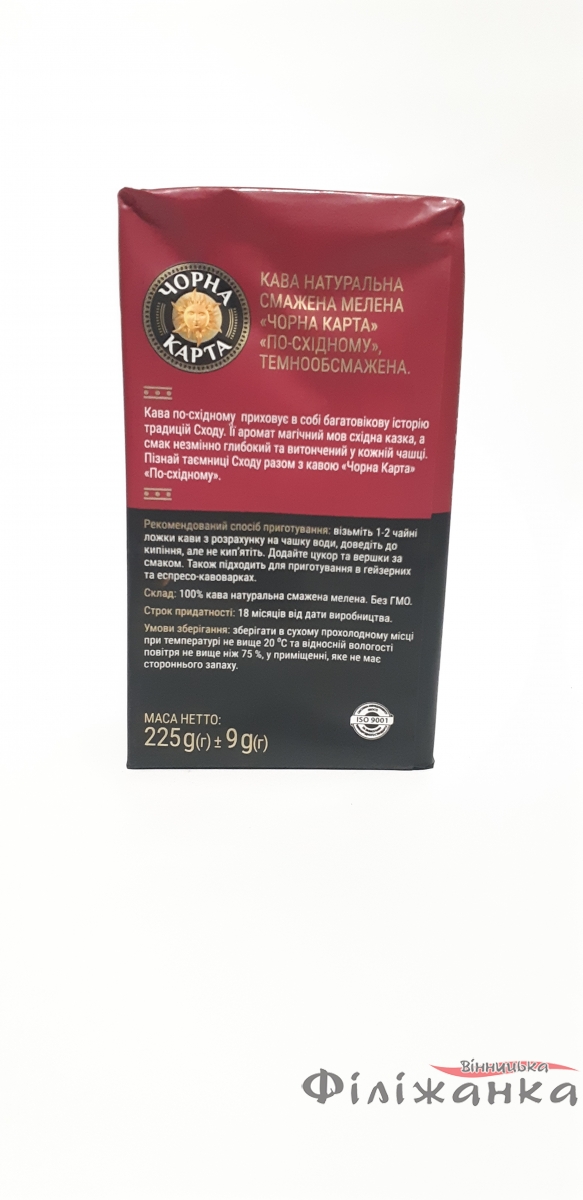 ЧОРНА
КАРТА
КАВА НАТУРАЛЬНА
СМАЖЕНА МЕЛЕНА
«ЧОРНА КАРТА»
«ПО-СХІДНОМУ»,
ТЕМНООБСМАЖЕНА.
Кава по-східному приховує в собі багатовікову історію
традицій Сходу. Її аромат магічний мов східна казка, а
смак незмінно глибокий та витончений у кожній чашці.
Пізнай таємниці Сходу разом з кавою «Чорна Карта»
«По-східному».
Рекомендований спосіб приготування: візьміть 1-2 чайні
ложки кави з розрахунку на чашку води, доведіть до
кипіння, але не кип'ятіть. Додайте цукор та вершки за
смаком. Також підходить для приготування в гейзерних
та еспресо-кавоварках.
Склад: 100% кава натуральна смажена мелена. Без ГМО.
Строк придатності: 18 місяців від дати виробництва.
Умови зберігання: зберігати в сухому прохолодному місці
при температурі не вище 20 °С та відносній вологості
повітря не вище ніж 75 %, у приміщенні, яке не має
стороннього запаху.
МАСА НЕТТО:
225g(г) ± 9g(г)
ISO 9001
Вінницька
Філіжанка